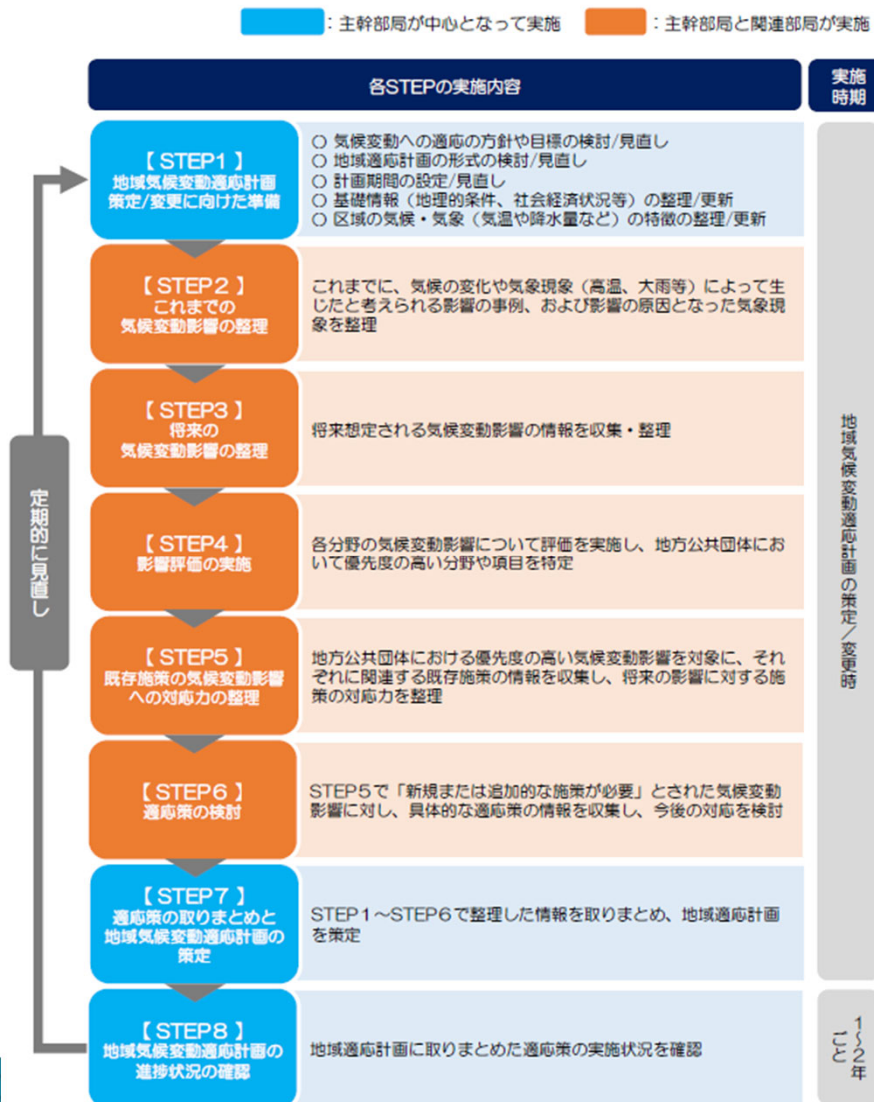 ：主幹部局が中心となって実施
：主幹部局と関連部局が実施
各STEPの実施内容
実施
時期
【 STEP1 】
地域気候変動適応計画
策定/変更に向けた準備
○ 気候変動への適応の方針や目標の検討/見直し
○ 地域適応計画の形式の検討/見直し
○ 計画期間の設定/見直し
○ 基礎情報（地理的条件、社会経済状況等）の整理/更新
○ 区域の気候・気象（気温や降水量など）の特徴の整理/更新
【 STEP2 】
これまでの
気候変動影響の整理
これまでに、気候の変化や気象現象（高温、大雨等）によって生
じたと考えられる影響の事例、および影響の原因となった気象現
象を整理
【 STEP3 】
将来の
気候変動影響の整理
将来想定される気候変動影響の情報を収集・整理
【 STEP4 】
影響評価の実施
各分野の気候変動影響について評価を実施し、地方公共団体にお
いて優先度の高い分野や項目を特定
【 STEP5 】
既存施策の気候変動影響
への対応力の整理
地方公共団体における優先度の高い気候変動影響を対象に、それ
ぞれに関連する既存施策の情報を収集し、将来の影響に対する施
策の対応力を整理
【 STEP6 】
適応策の検討
STEP5で「新規または追加的な施策が必要」とされた気候変動
影響に対し、具体的な適応策の情報を収集し、今後の対応を検討
【 STEP7 】
適応策の取りまとめと
地域気候変動適応計画の
策定
STEP1～STEP6で整理した情報を取りまとめ、地域適応計画
を策定
【 STEP8 】
地域気候変動適応計画の
進捗状況の確認
地域適応計画に取りまとめた適応策の実施状況を確認
定期的に見直し
地域気候変動適応計画の策定／変更時
1～2年
ごと